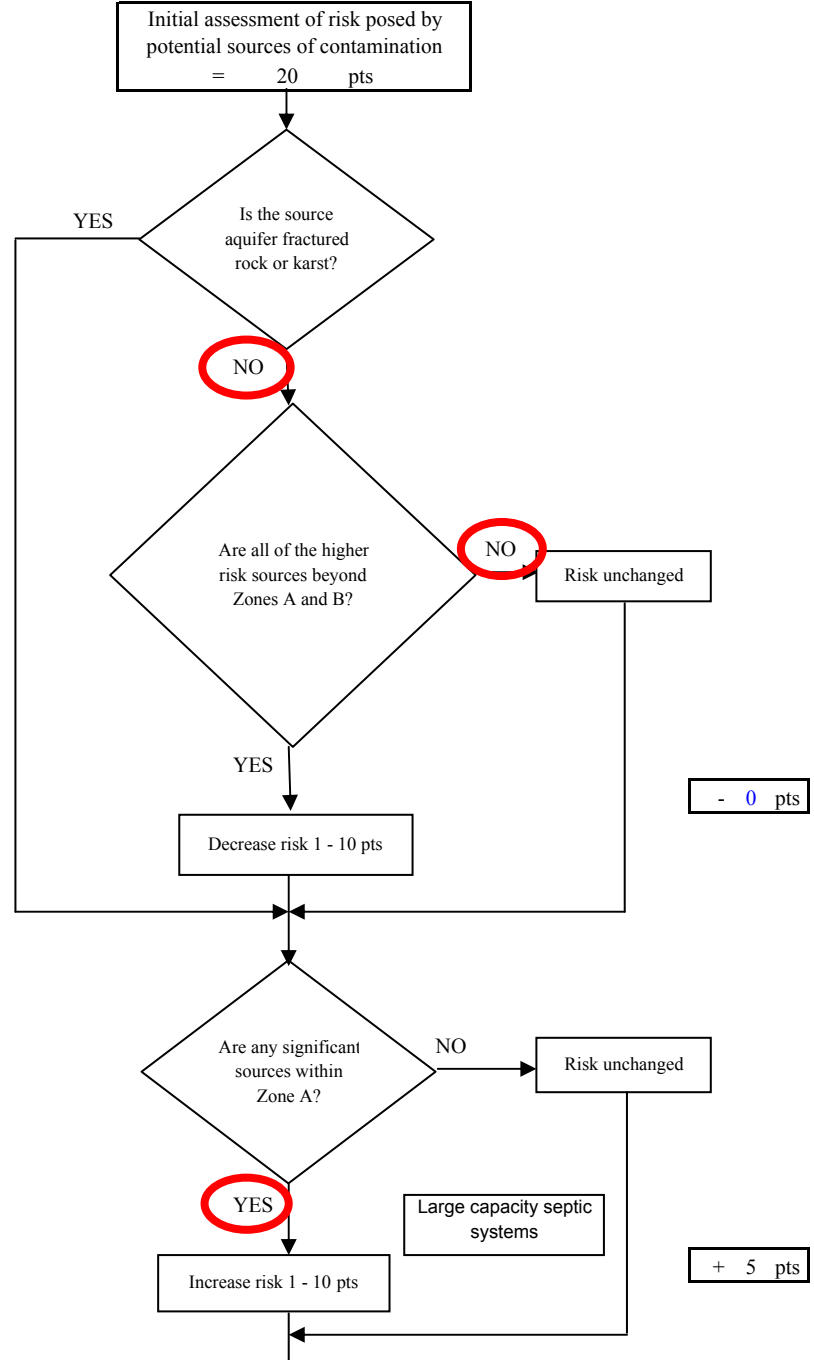 Initial assessment of risk posed by
potential sources of contamination
= 20 pts
YES
Is the source
aquifer fractured
rock or karst?
NO
Are all of the higher
risk sources beyond
Zones A and B?
NO
Risk unchanged
YES
- 0 pts
Decrease risk 1 - 10 pts
Are any significant
sources within
Zone A?
NO
Risk unchanged
YES
Large capacity septic
systems
+ 5 pts
Increase risk 1 - 10 pts